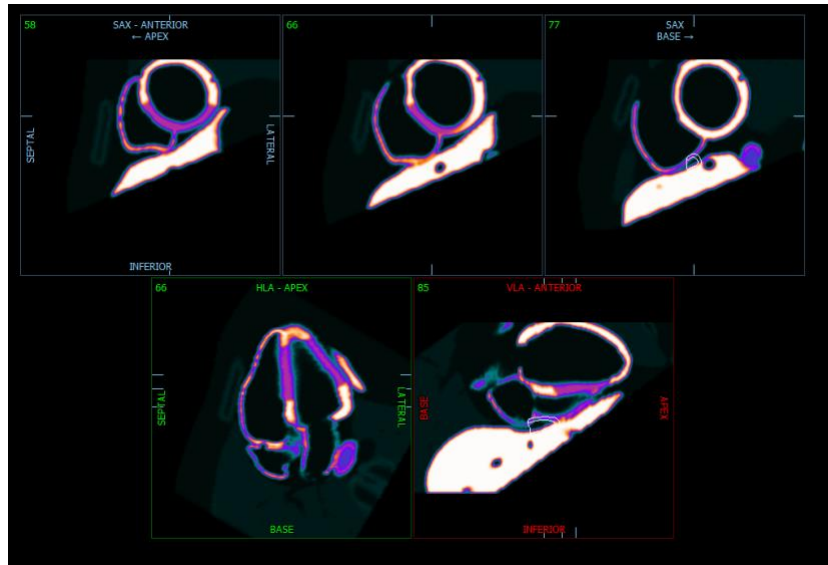 58
SAX - ANTERIOR
← APEX
SEPTAL
LATERAL
INFERIOR
66
77
SAX
BASE →
66
HLA - APEX
SEPTAL
LATERAL
BASE
85
VLA - ANTERIOR
BASE
APEX
INFERIOR